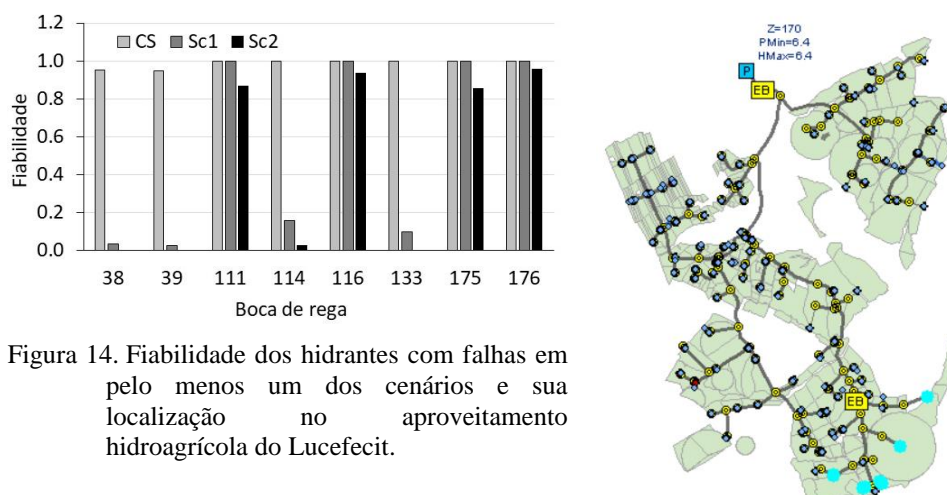 1.2
1.0
0.8
0.6
0.4
0.2
0.0
Fiabilidade
CS Sc1 Sc2
38 39 111 114 116 133 175 176
Boca de rega
Figura 14. Fiabilidade dos hidrantes com falhas em
pelo menos um dos cenários e sua
localização no aproveitamento
hidroagrícola do Lucefecit.
Z=170
PMin=6.4
HMax=6.4
P
EB
EB